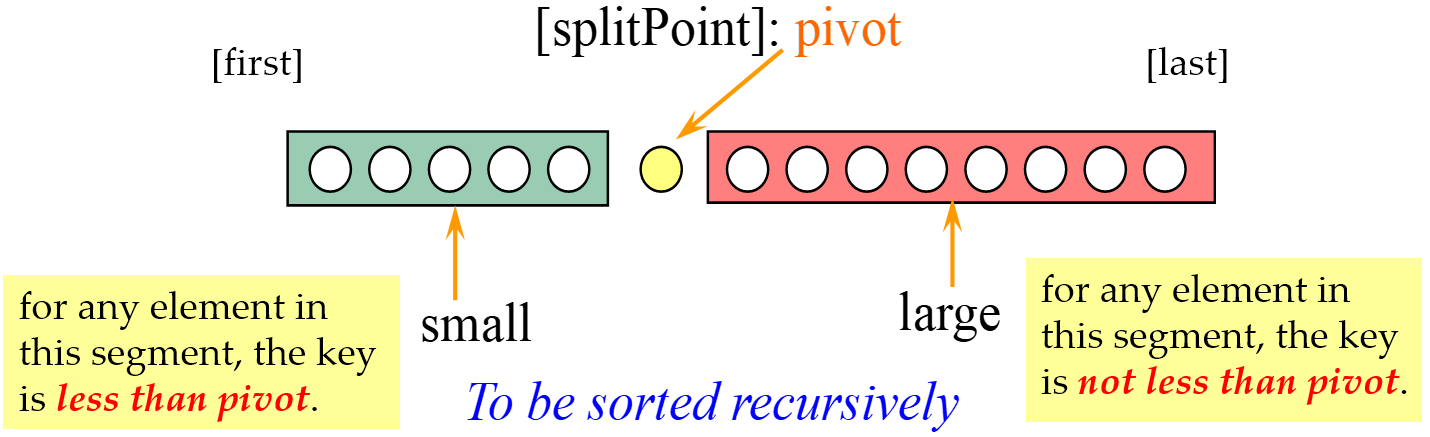 [splitPoint]: pivot
[first]
[last]
for any element in
this segment, the key
is less than pivot.
small
large
for any element in
this segment, the key
is not less than pivot.
To be sorted recursively